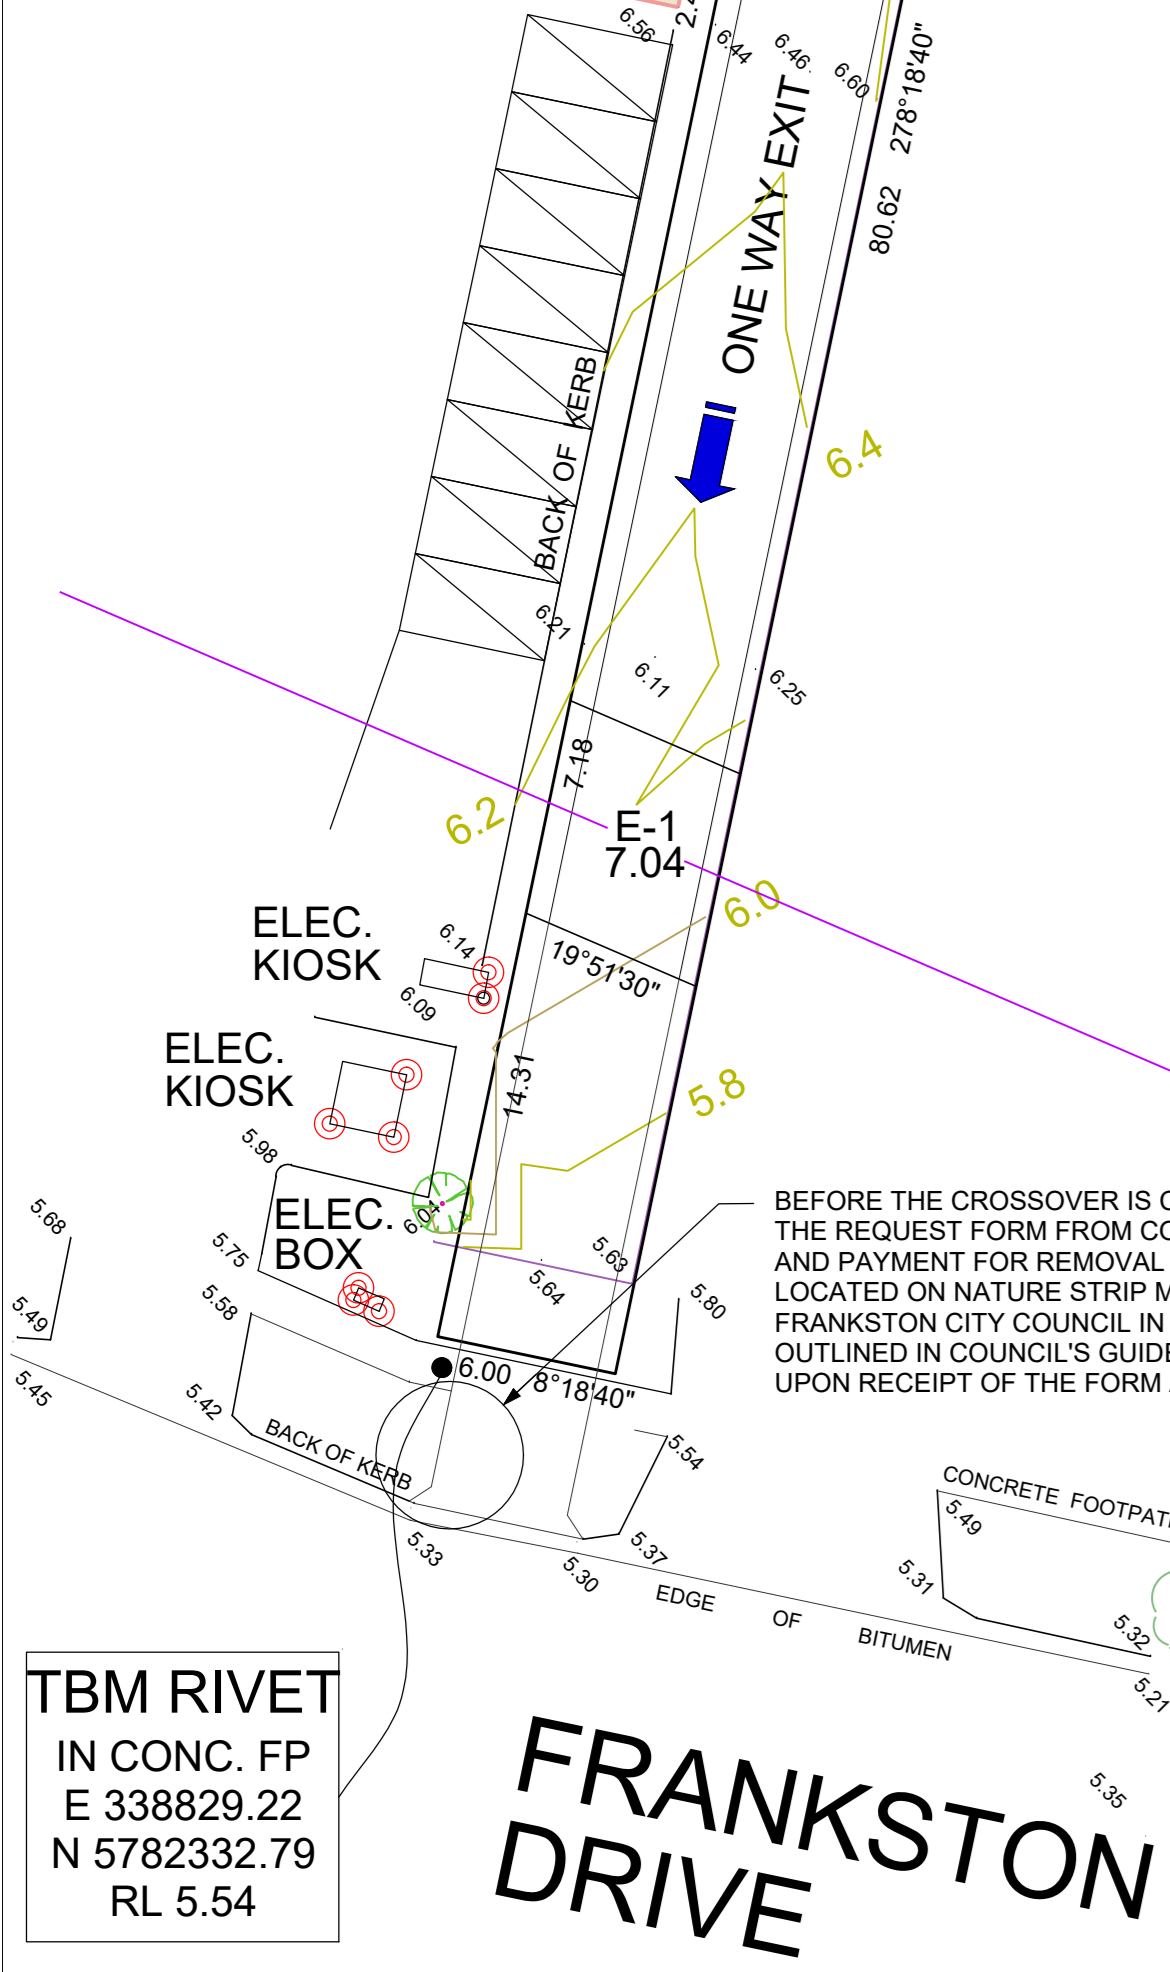 6.56
6.44
6.46
6.60
278°18'40"
80.62
ONE WAY EXIT
BACK OF KERB
6.4
6.21
6.11
6.25
7.18
6.2
E-1
7.04
6.0
ELEC.
KIOSK
6.14
6.09
19°51'30"
ELEC.
KIOSK
14.31
5.8
5.98
5.68
ELEC.
BOX
6.04
5.75
5.63
5.64
5.80
5.58
5.49
BEFORE THE CROSSOVER IS
THE REQUEST FORM FROM
AND PAYMENT FOR REMOVAL
LOCATED ON NATURE STRIP
FRANKSTON CITY COUNCIL IN
OUTLINED IN COUNCIL'S
UPON RECEIPT OF THE FORM
6.00
8°18'40"
5.45
5.42
BACK OF KERB
5.54
CONCRETE
5.49
5.33
5.37
5.30
5.31
EDGE OF BITUMEN
5.32
5.21
TBM RIVET
IN CONC. FP
E 338829.22
N 5782332.79
RL 5.54
5.35
FRANKSTON
DRIVE